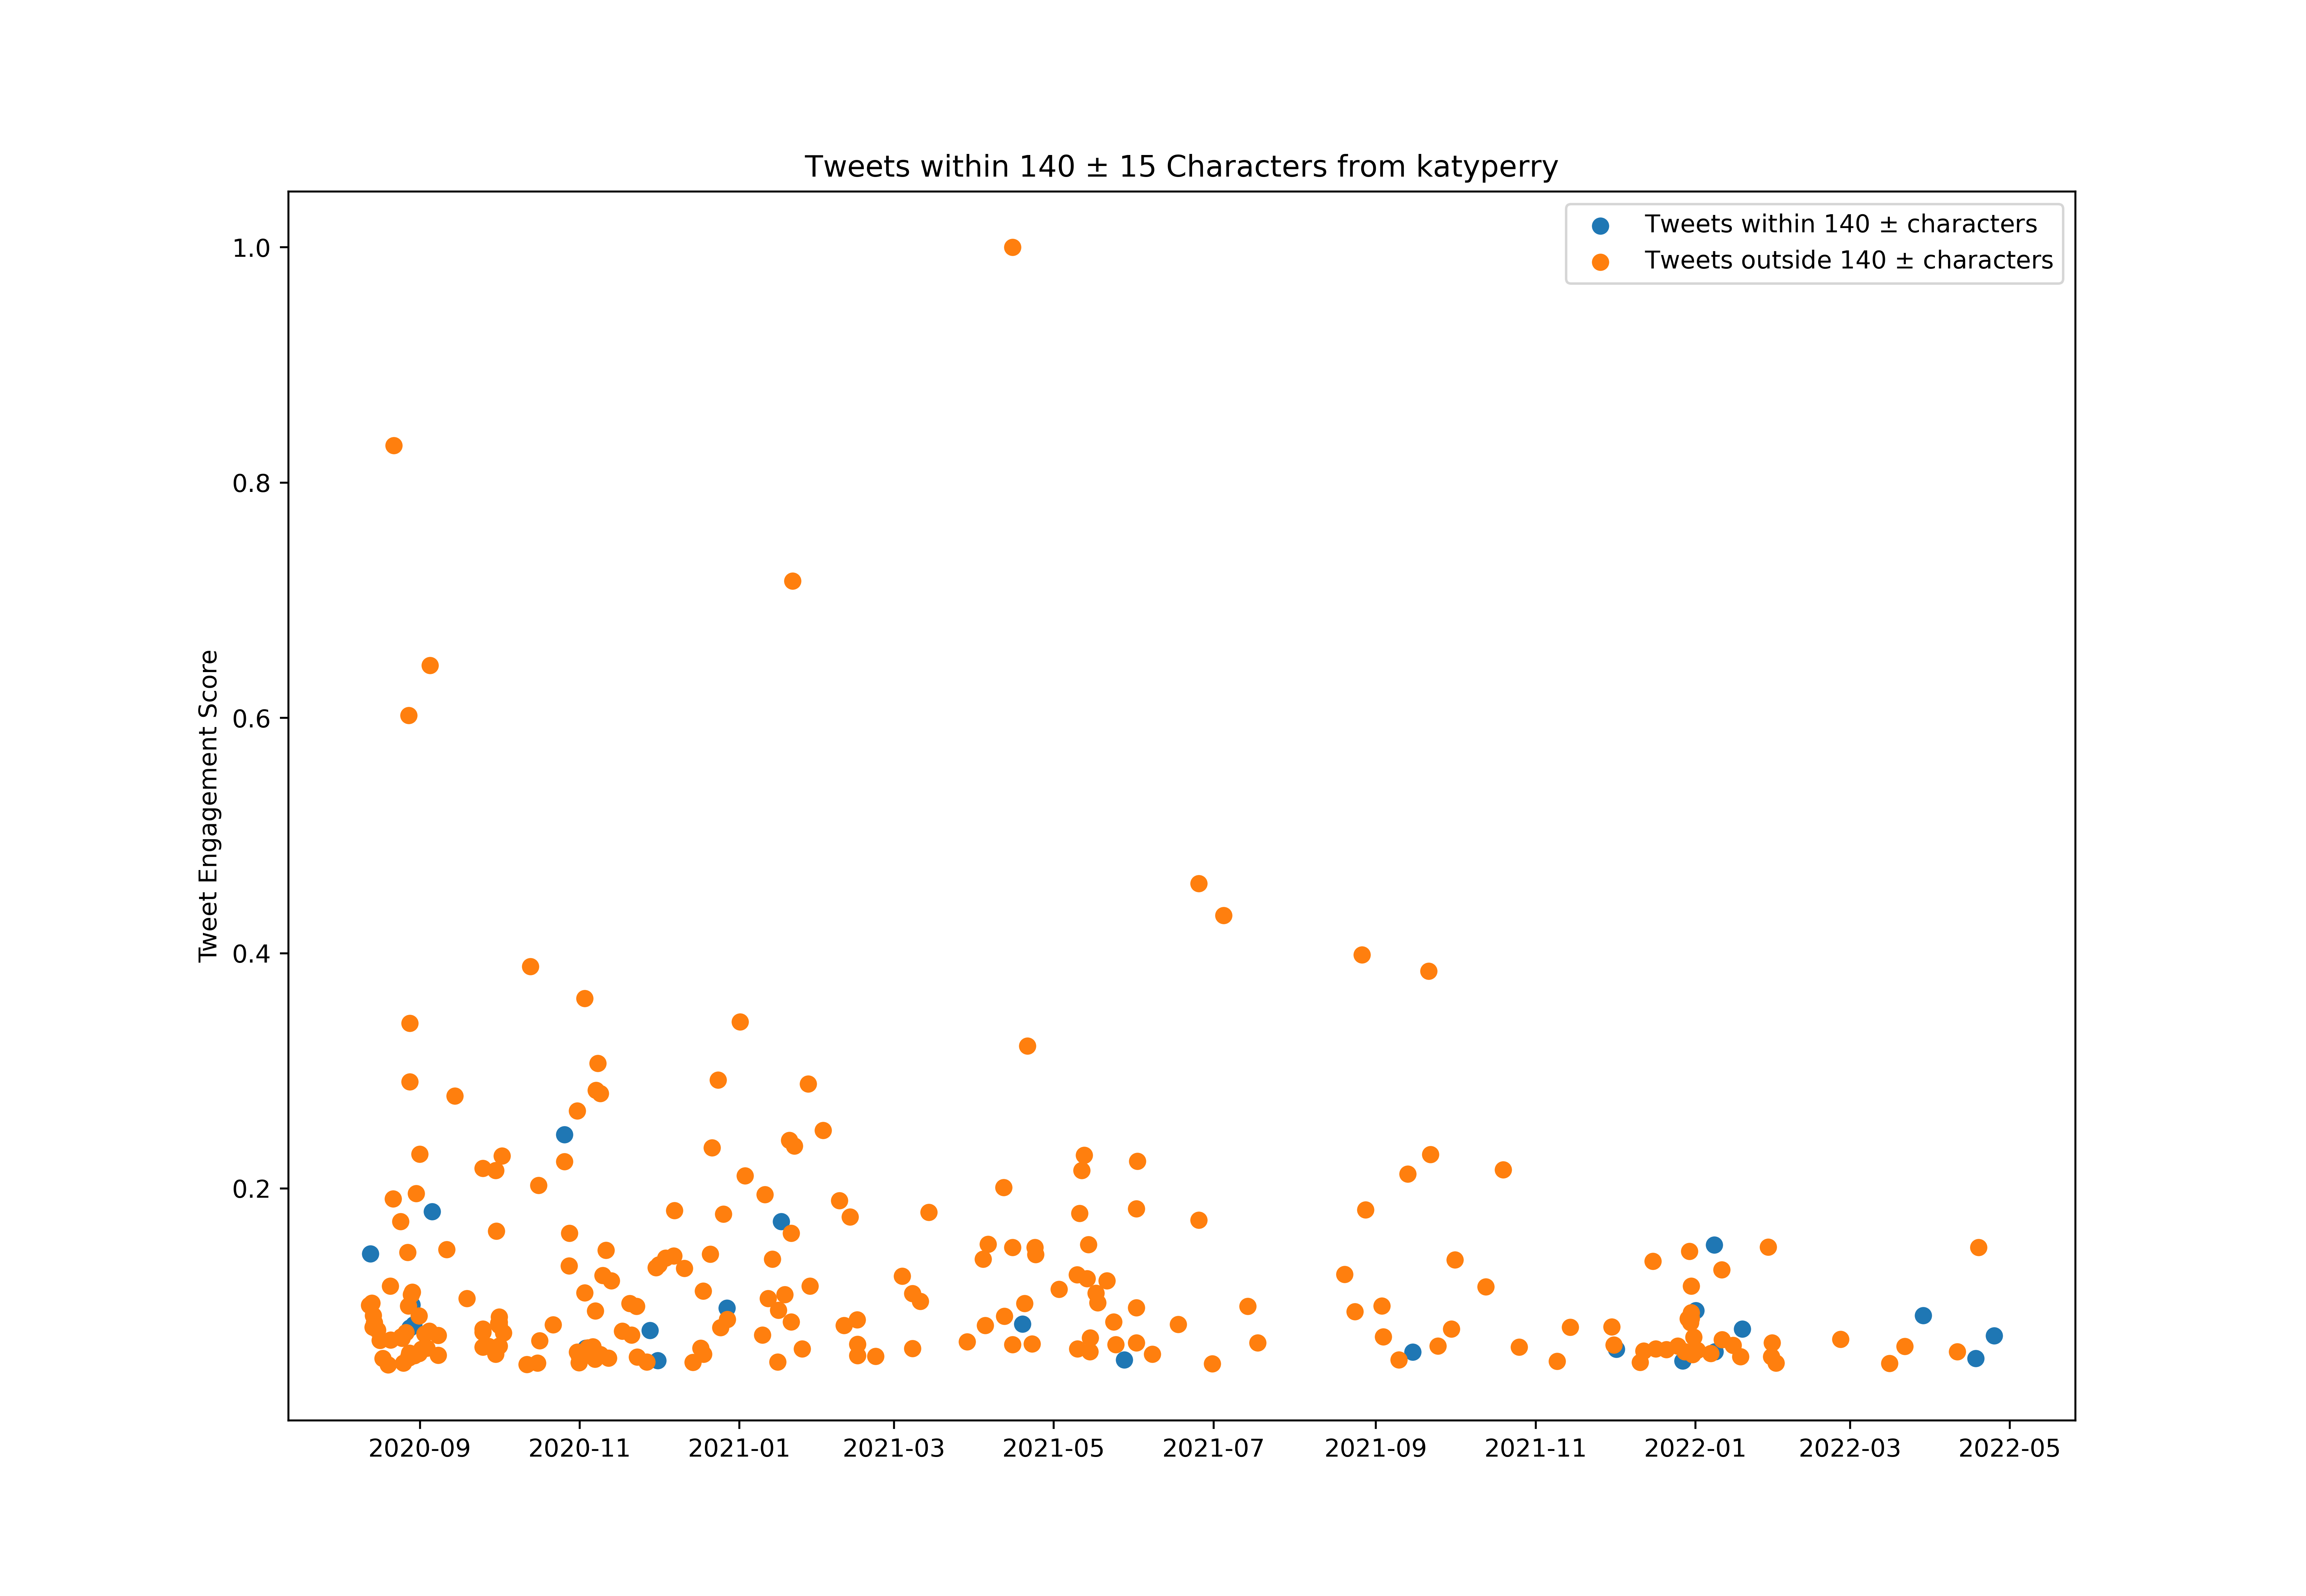 Tweets within 140 ± 15 Characters from katyperry
Tweets within 140 ± characters
Tweets outside 140 ± characters
Tweet Engagement Score
1.0
0.8
0.6
0.4
0.2
2020-09 2020-11 2021-01 2021-03 2021-05 2021-07 2021-09 2021-11 2022-01 2022-03 2022-05